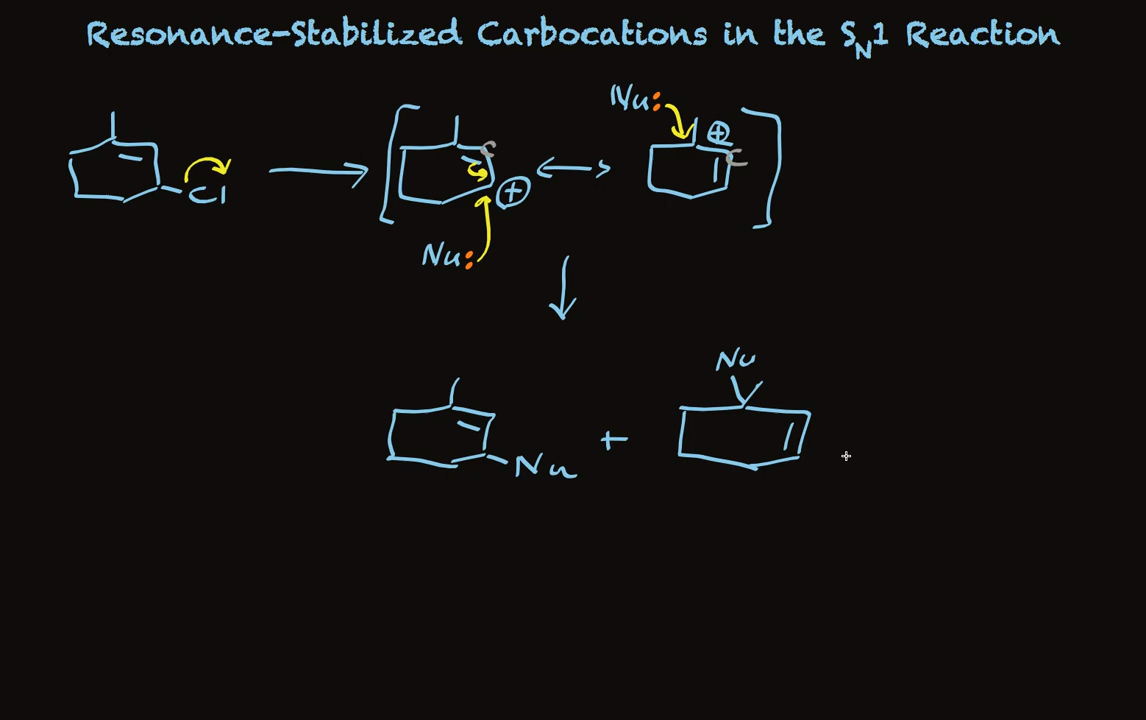 Resonance-Stabilized Carbocations in the SN1 Reaction
Nu:
Cl
C
+
C
+
Nu:
Nu
Nu
+